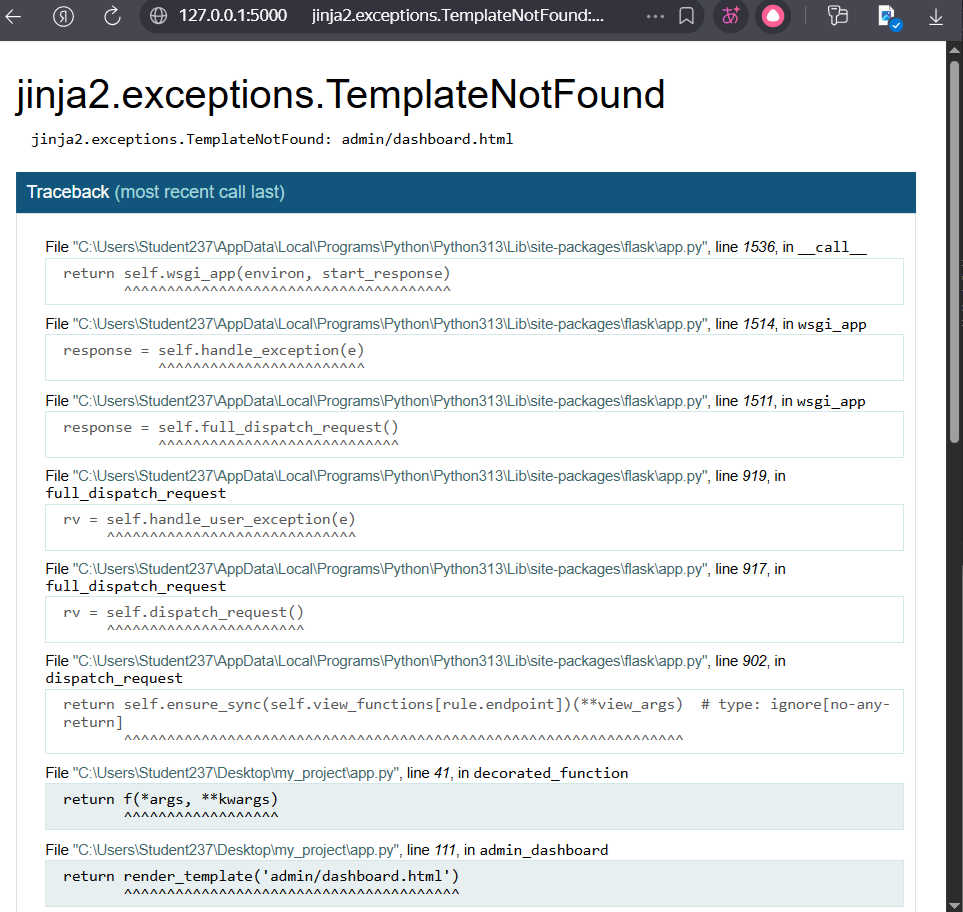 Я 127.0.0.1:5000 jinja2.exceptions.TemplateNotFound:... ···
jinja2.exceptions.TemplateNotFound
jinja2.exceptions.TemplateNotFound: admin/dashboard.html
Traceback (most recent call last)
File "C:\Users\Student237\AppData\Local\Programs\Python\Python313\Lib\site-packages\flask\app.py", line 1536, in __call__
return self.wsgi_app(environ, start_response)
^^^^^^^^^^^^^^^^^^^^^^^^^^^^^^^^^^^^^^
File "C:\Users\Student237\AppData\Local\Programs\Python\Python313\Lib\site-packages\flask\app.py", line 1514, in wsgi_app
response = self.handle_exception(e)
^^^^^^^^^^^^^^^^^^^^^^^^
File "C:\Users\Student237\AppData\Local\Programs\Python\Python313\Lib\site-packages\flask\app.py", line 1511, in wsgi_app
response = self.full_dispatch_request()
^^^^^^^^^^^^^^^^^^^^^^^^^^^^
File "C:\Users\Student237\AppData\Local\Programs\Python\Python313\Lib\site-packages\flask\app.py", line 919, in
full_dispatch_request
rv = self.handle_user_exception(e)
^^^^^^^^^^^^^^^^^^^^^^^^^^^^^
File "C:\Users\Student237\AppData\Local\Programs\Python\Python313\Lib\site-packages\flask\app.py", line 917, in
full_dispatch_request
rv = self.dispatch_request()
^^^^^^^^^^^^^^^^^^^^^^^
File "C:\Users\Student237\AppData\Local\Programs\Python\Python313\Lib\site-packages\flask\app.py", line 902, in
dispatch_request
return self.ensure_sync(self.view_functions[rule.endpoint])(**view_args)  # type: ignore[no-any-
return]
^^^^^^^^^^^^^^^^^^^^^^^^^^^^^^^^^^^^^^^^^^^^^^^^^^^^^^^^^^^^^^^^^
File "C:\Users\Student237\Desktop\my_project\app.py", line 41, in decorated_function
return f(*args, **kwargs)
^^^^^^^^^^^^^^^^^^
File "C:\Users\Student237\Desktop\my_project\app.py", line 111, in admin_dashboard
return render_template('admin/dashboard.html')
^^^^^^^^^^^^^^^^^^^^^^^^^^^^^^^^^^^^^^^